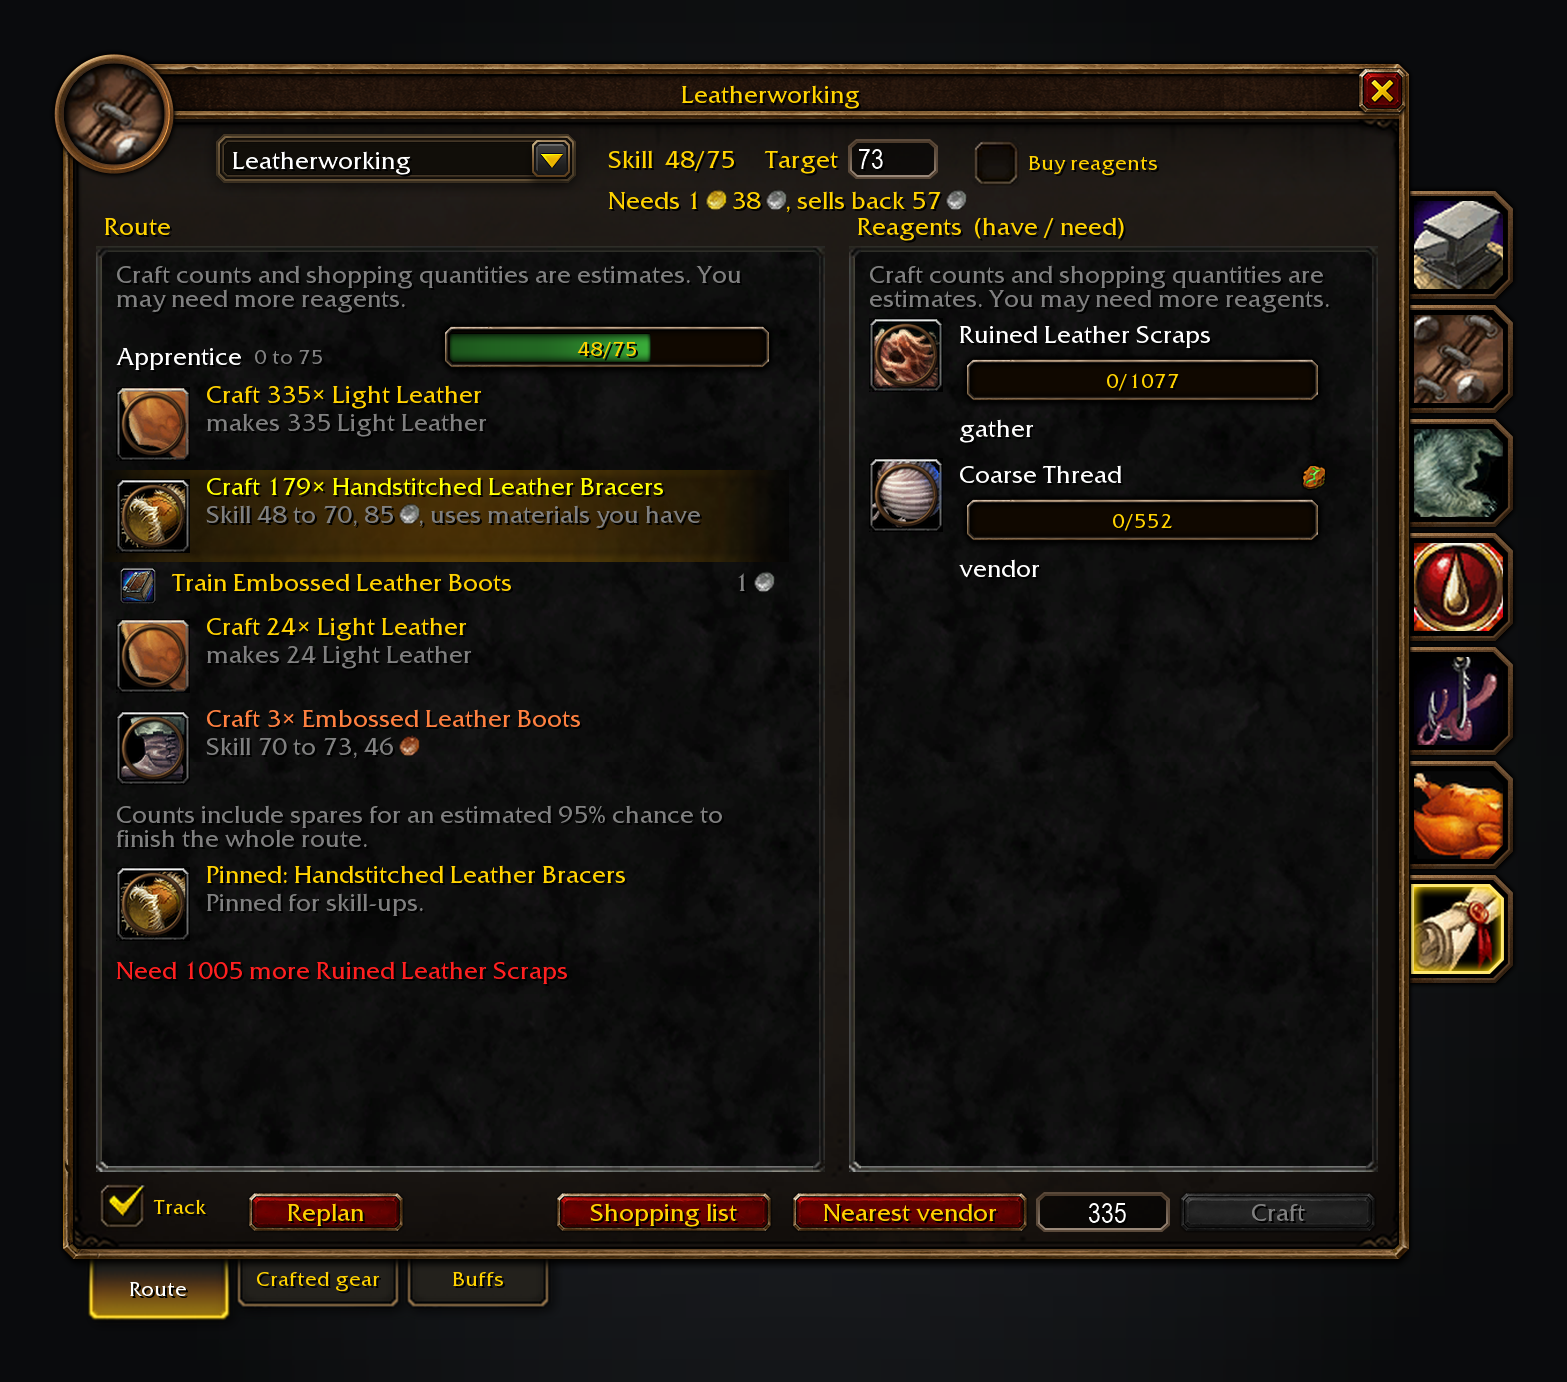 Leatherworking
Leatherworking
Skill 48/75 Target 73
Buy reagents
Needs 1 38, sells back 57
Route
Craft counts and shopping quantities are estimates. You
may need more reagents.
Apprentice 0 to 75
48/75
Craft 335× Light Leather
makes 335 Light Leather
Craft 179× Handstitched Leather Bracers
Skill 48 to 70, 85, uses materials you have
Train Embossed Leather Boots 1
Craft 24× Light Leather
makes 24 Light Leather
Craft 3× Embossed Leather Boots
Skill 70 to 73, 46
Counts include spares for an estimated 95% chance to
finish the whole route.
Pinned: Handstitched Leather Bracers
Pinned for skill-ups.
Need 1005 more Ruined Leather Scraps
Reagents (have / need)
Craft counts and shopping quantities are
estimates. You may need more reagents.
Ruined Leather Scraps
0/1077
gather
Coarse Thread
0/552
vendor
Track
Replan
Shopping list
Nearest vendor
335
Craft
Route
Crafted gear
Buffs